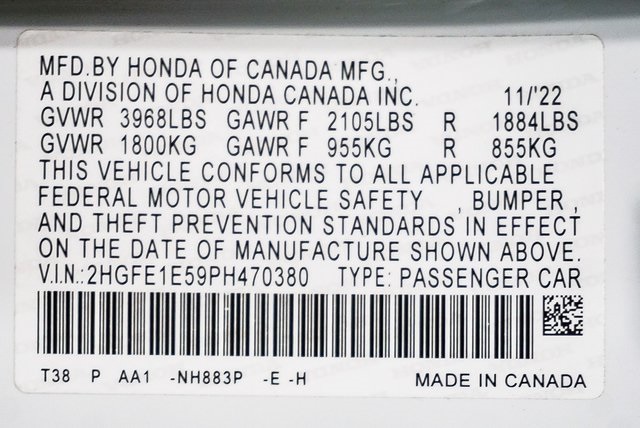 MFD.BY HONDA OF CANADA MFG.,
A DIVISION OF HONDA CANADA INC. 11/'22
GVWR 3968LBS GAWR F 2105LBS R 1884LBS
GVWR 1800KG GAWR F 955KG R 855KG
THIS VEHICLE CONFORMS TO ALL APPLICABLE
FEDERAL MOTOR VEHICLE SAFETY , BUMPER ,
AND THEFT PREVENTION STANDARDS IN EFFECT
ON THE DATE OF MANUFACTURE SHOWN ABOVE.
V.I.N.:2HGFE1E59PH470380 TYPE: PASSENGER CAR
T38 P AA1 -NH883P -E -H MADE IN CANADA